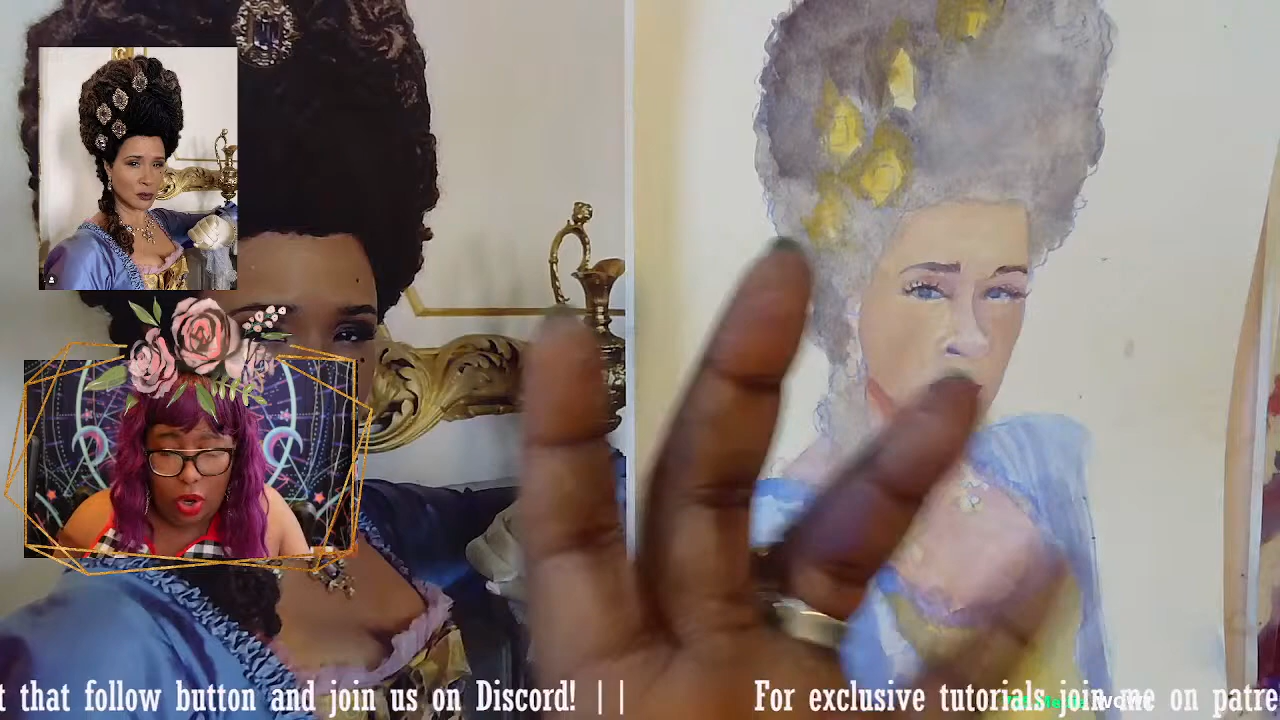 t that follow button and join us on Discord! || For exclusive tutorials join me on patre